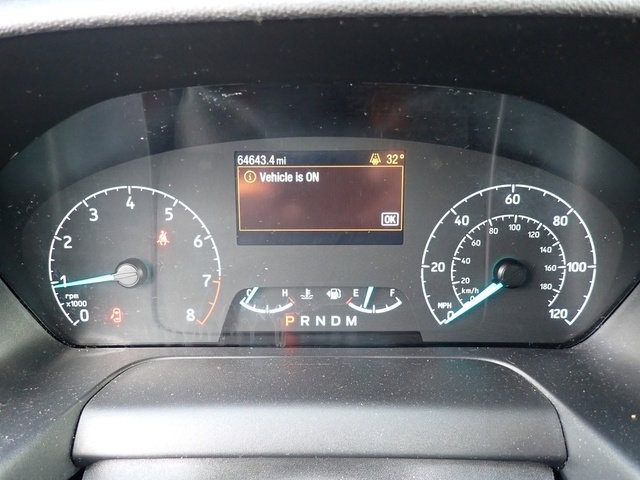 64643.4 mi 32°
Vehicle is ON
OK
0 1 2 3 4 5 6 7 8
rpm
x1000
C H E F
P R N D M
0 20 40 60 80 100 120
MPH
0 20 40 60 80 100 120 140 160 180
km/h